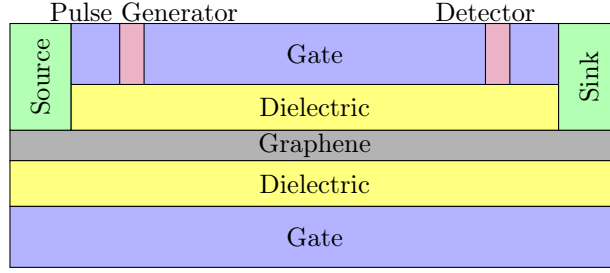 Pulse Generator
Detector
Source
Gate
Sink
Dielectric
Graphene
Dielectric
Gate